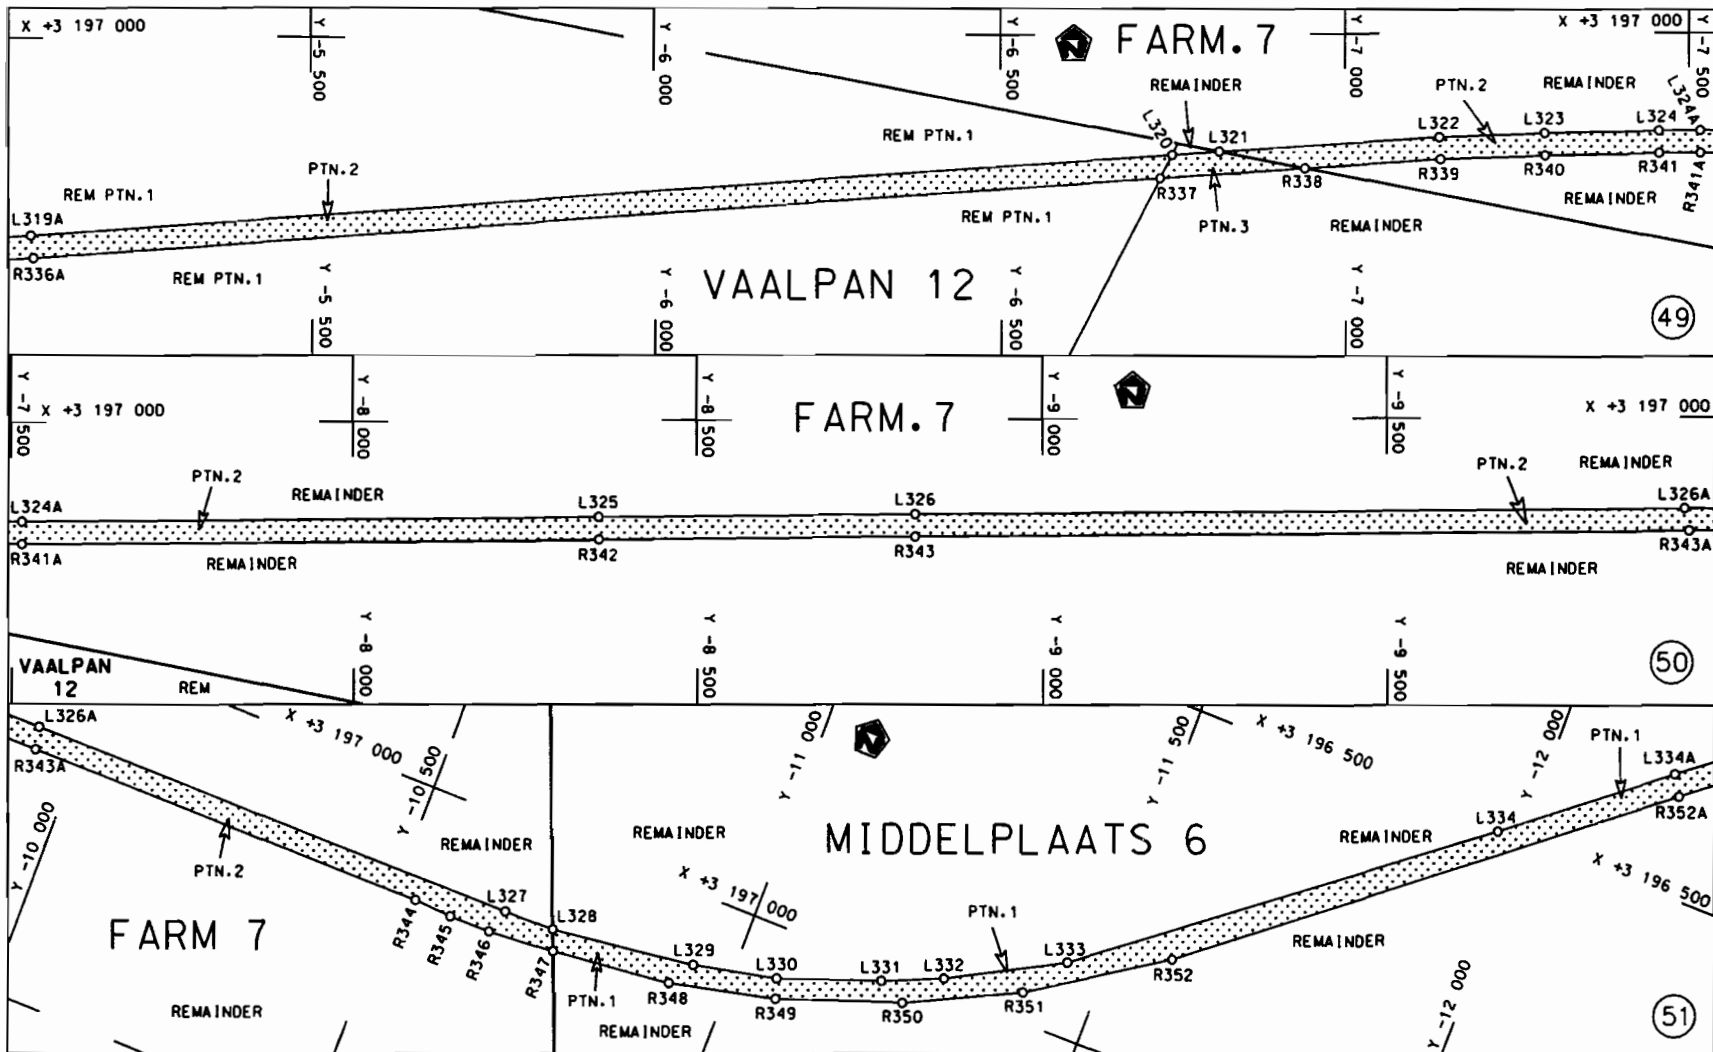 X +3 197 000
Y -5 500
Y -6 000
Y -6 500
N
FARM.7
Y -7 000
X +3 197 000
Y -7 500
REMAINDER
PTN.2
REMAINDER
L324A
REM PTN.1
L320
L321
L322
L323
L324
PTN.2
REM PTN.1
L319A
R336A
REM PTN.1
REM PTN.1
R337
PTN.3
R338
R339
R340
R341
R341A
REMAINDER
REMAINDER
VAALPAN 12
Y -5 500
Y -6 000
Y -6 500
Y -7 000
49
Y -7 500
X +3 197 000
Y -8 000
Y -8 500
FARM.7
Y -9 000
N
Y -9 500
X +3 197 000
PTN.2
REMAINDER
PTN.2
REMAINDER
L324A
L325
L326
L326A
R341A
REMAINDER
R342
R343
REMAINDER
R343A
Y -8 000
Y -8 500
Y -9 000
Y -9 500
VAALPAN
12
REM
50
L326A
R343A
X +3 197 000
Y -10 500
Y -11 000
N
Y -11 500
X +3 196 500
Y -12 000
PTN.1
L334A
R352A
Y -10 000
PTN.2
REMAINDER
REMAINDER
MIDDELPLAATS 6
REMAINDER
L334
X +3 197 000
X +3 196 500
FARM 7
R344
R345
R346
L327
L328
R347
L329
L330
L331
L332
PTN.1
L333
REMAINDER
PTN.1
R348
R349
R350
R351
R352
REMAINDER
REMAINDER
Y -12 000
51